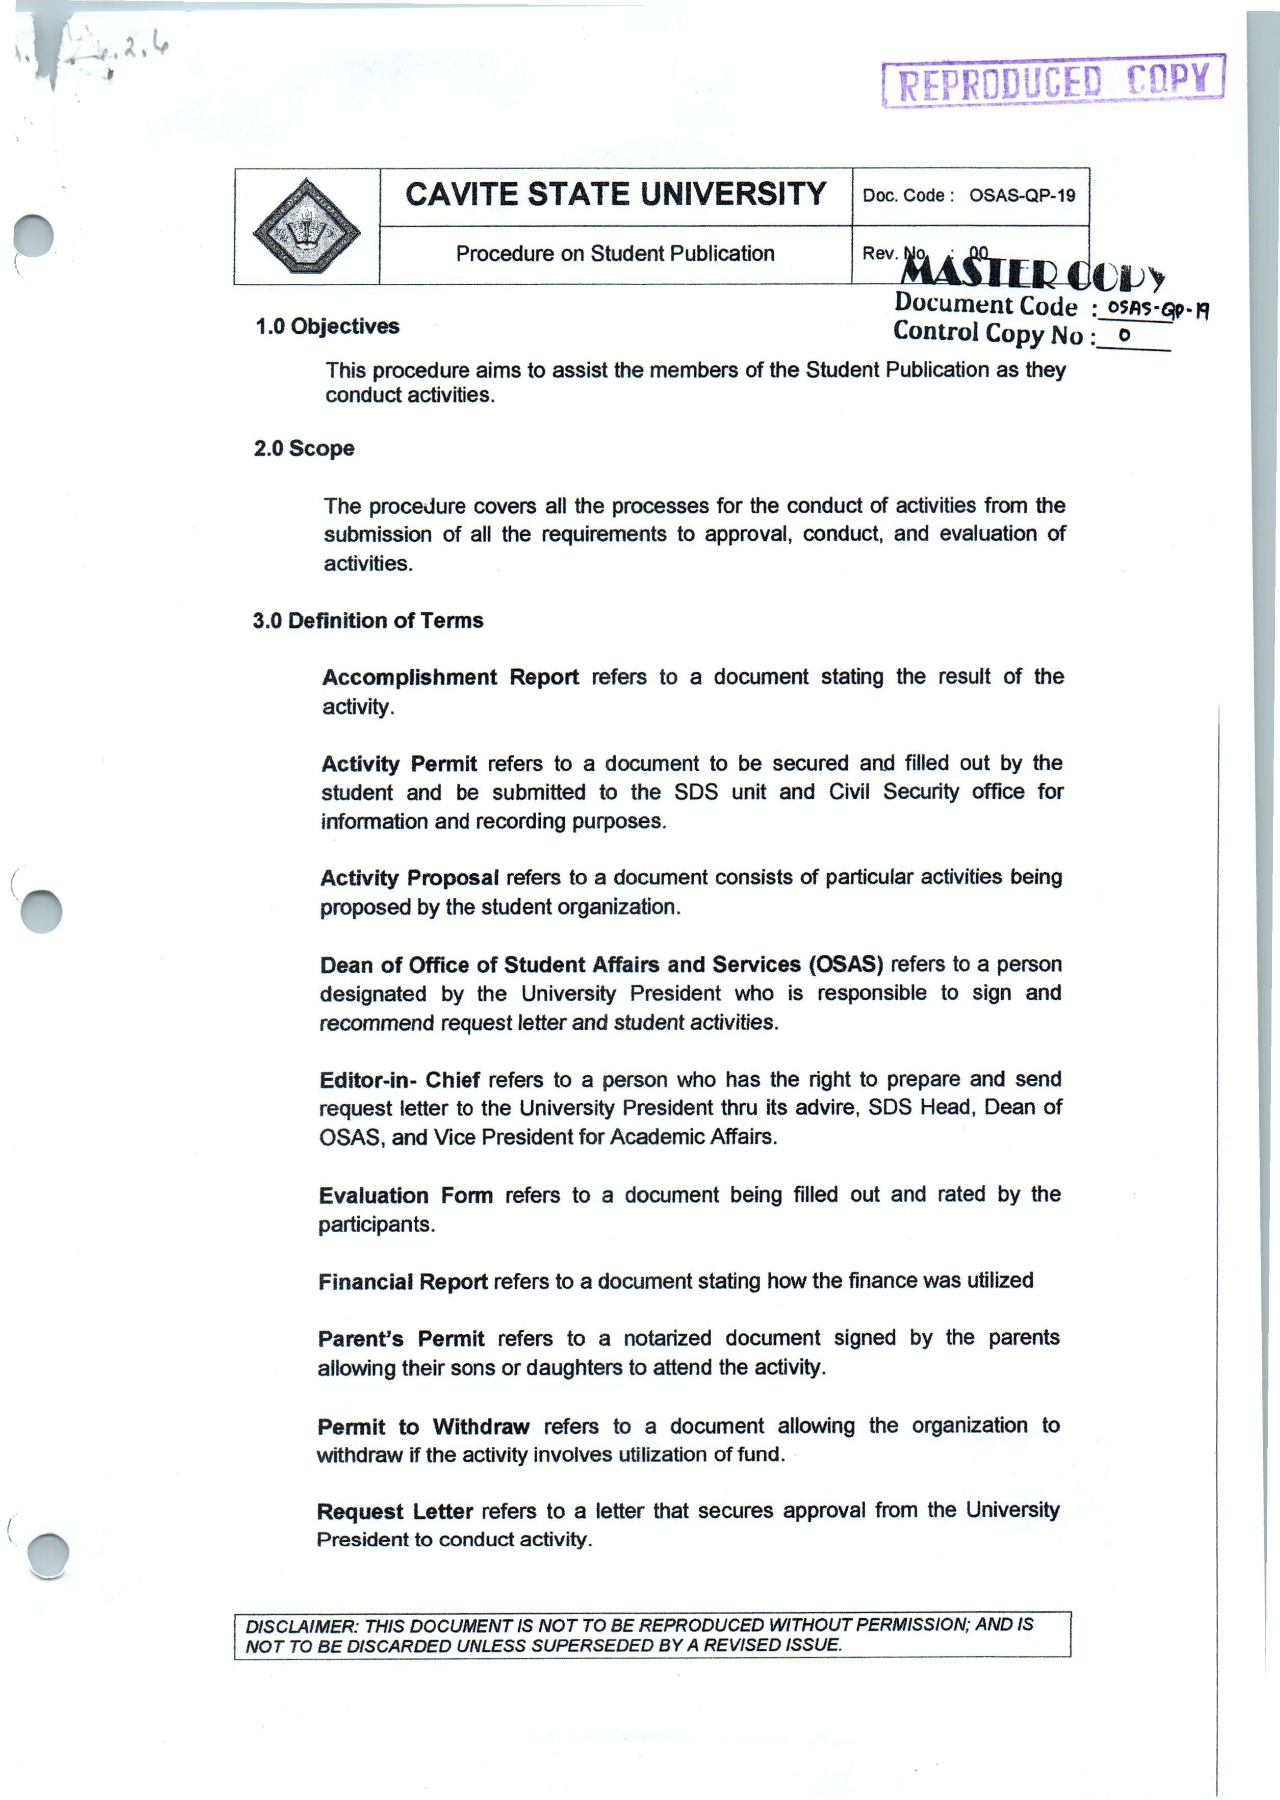 .2.6
REPRODUCED COPY
CAVITE STATE UNIVERSITY
Doc. Code : OSAS-QP-19
Procedure on Student Publication
Rev. No. : 00
MASTER COPY
Document Code : OSAS-QP-19
Control Copy No : 0
1.0 Objectives
This procedure aims to assist the members of the Student Publication as they
conduct activities.
2.0 Scope
The procedure covers all the processes for the conduct of activities from the
submission of all the requirements to approval, conduct, and evaluation of
activities.
3.0 Definition of Terms
Accomplishment Report refers to a document stating the result of the
activity.
Activity Permit refers to a document to be secured and filled out by the
student and be submitted to the SDS unit and Civil Security office for
information and recording purposes.
Activity Proposal refers to a document consists of particular activities being
proposed by the student organization.
Dean of Office of Student Affairs and Services (OSAS) refers to a person
designated by the University President who is responsible to sign and
recommend request letter and student activities.
Editor-in- Chief refers to a person who has the right to prepare and send
request letter to the University President thru its advire, SDS Head, Dean of
OSAS, and Vice President for Academic Affairs.
Evaluation Form refers to a document being filled out and rated by the
participants.
Financial Report refers to a document stating how the finance was utilized
Parent's Permit refers to a notarized document signed by the parents
allowing their sons or daughters to attend the activity.
Permit to Withdraw refers to a document allowing the organization to
withdraw if the activity involves utilization of fund.
Request Letter refers to a letter that secures approval from the University
President to conduct activity.
DISCLAIMER: THIS DOCUMENT IS NOT TO BE REPRODUCED WITHOUT PERMISSION; AND IS
NOT TO BE DISCARDED UNLESS SUPERSEDED BY A REVISED ISSUE.